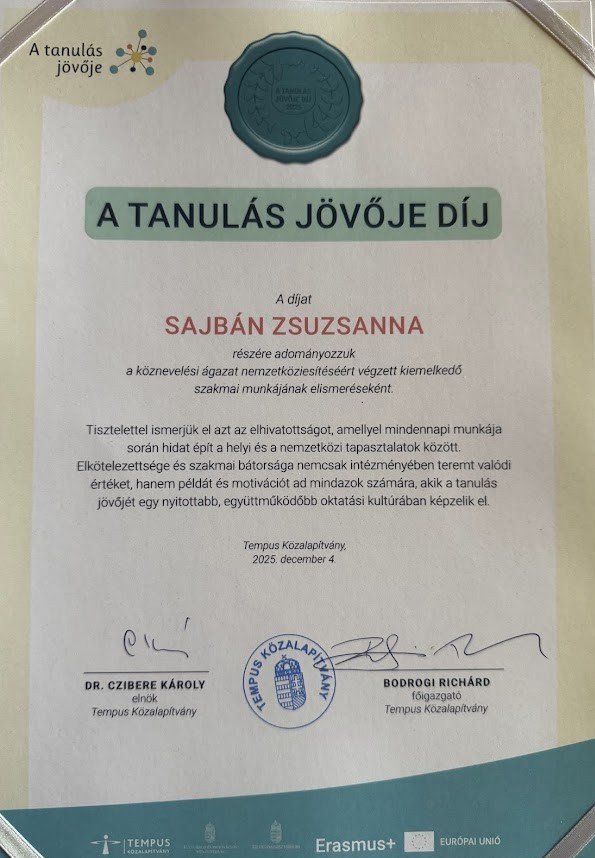 A tanulás
jövője
A TANULÁS
JÖVŐJE DÍJ
2025
A TANULÁS JÖVŐJE DÍJ
A díjat
SAJBÁN ZSUZSANNA
részére adományozzuk
a köznevelési ágazat nemzetköziesítéséért végzett kiemelkedő
szakmai munkájának elismeréseként.
Tisztelettel ismerjük el azt az elhivatottságot, amellyel mindennapi munkája
során hidat épít a helyi és a nemzetközi tapasztalatok között.
Elkötelezettsége és szakmai bátorsága nemcsak intézményében teremt valódi
értéket, hanem példát és motivációt ad mindazok számára, akik a tanulás
jövőjét egy nyitottabb, együttműködőbb oktatási kultúrában képzelik el.
Tempus Közalapítvány,
2025. december 4.
TEMPUS KÖZALAPÍTVÁNY
DR. CZIBERE KÁROLY
elnök
Tempus Közalapítvány
BODROGI RICHÁRD
főigazgató
Tempus Közalapítvány
TEMPUS
KÖZALAPÍTVÁNY
Erasmus+
EURÓPAI UNIÓ